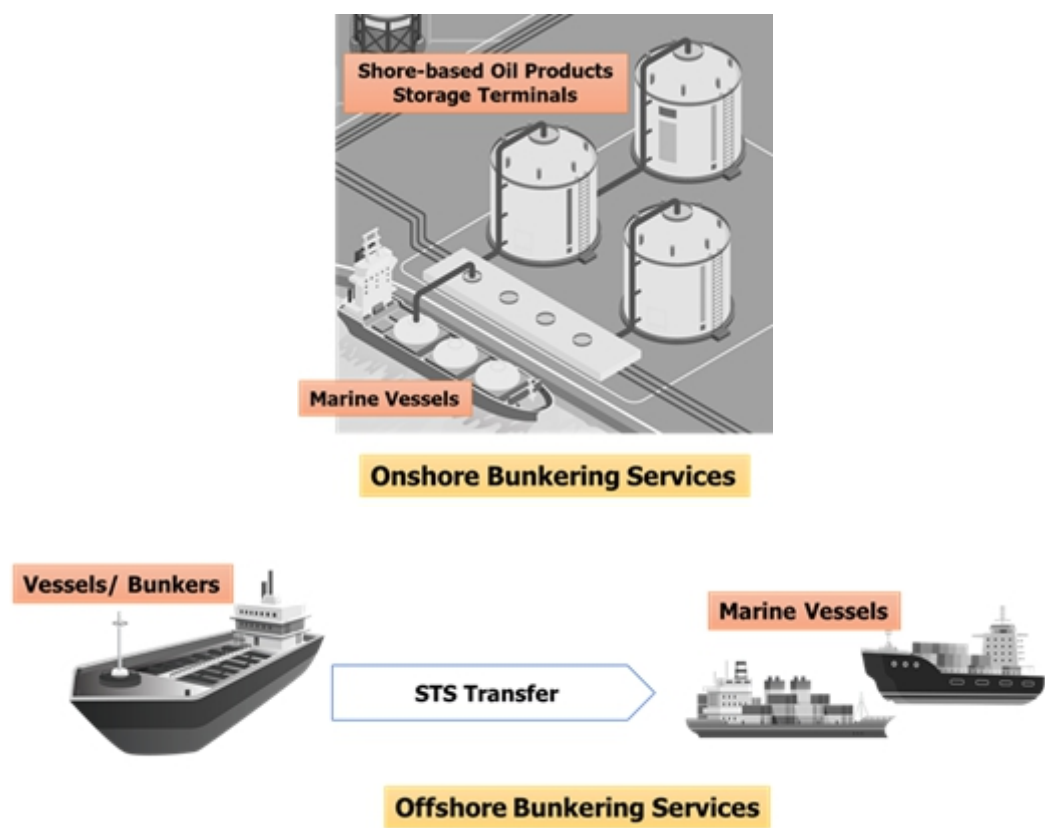 Shore-based Oil Products
Storage Terminals
Marine Vessels
Onshore Bunkering Services
Vessels/ Bunkers
Marine Vessels
STS Transfer
Offshore Bunkering Services